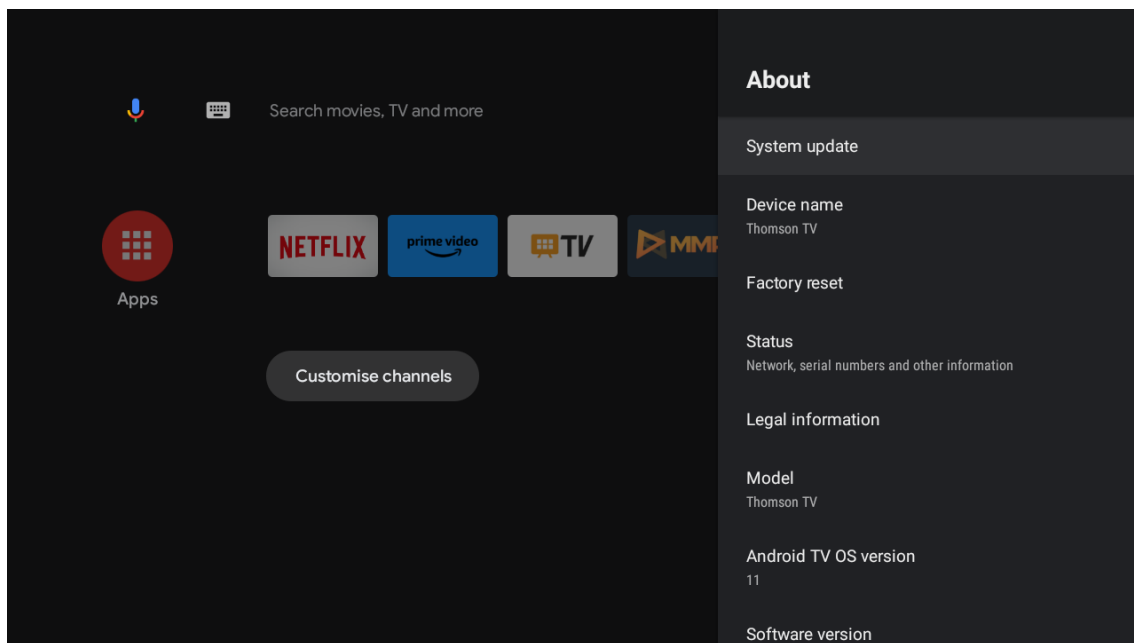 Search movies, TV and more
NETFLIX
prime video
TV
MMP
Apps
Customise channels
About
System update
Device name
Thomson TV
Factory reset
Status
Network, serial numbers and other information
Legal information
Model
Thomson TV
Android TV OS version
11
Software version